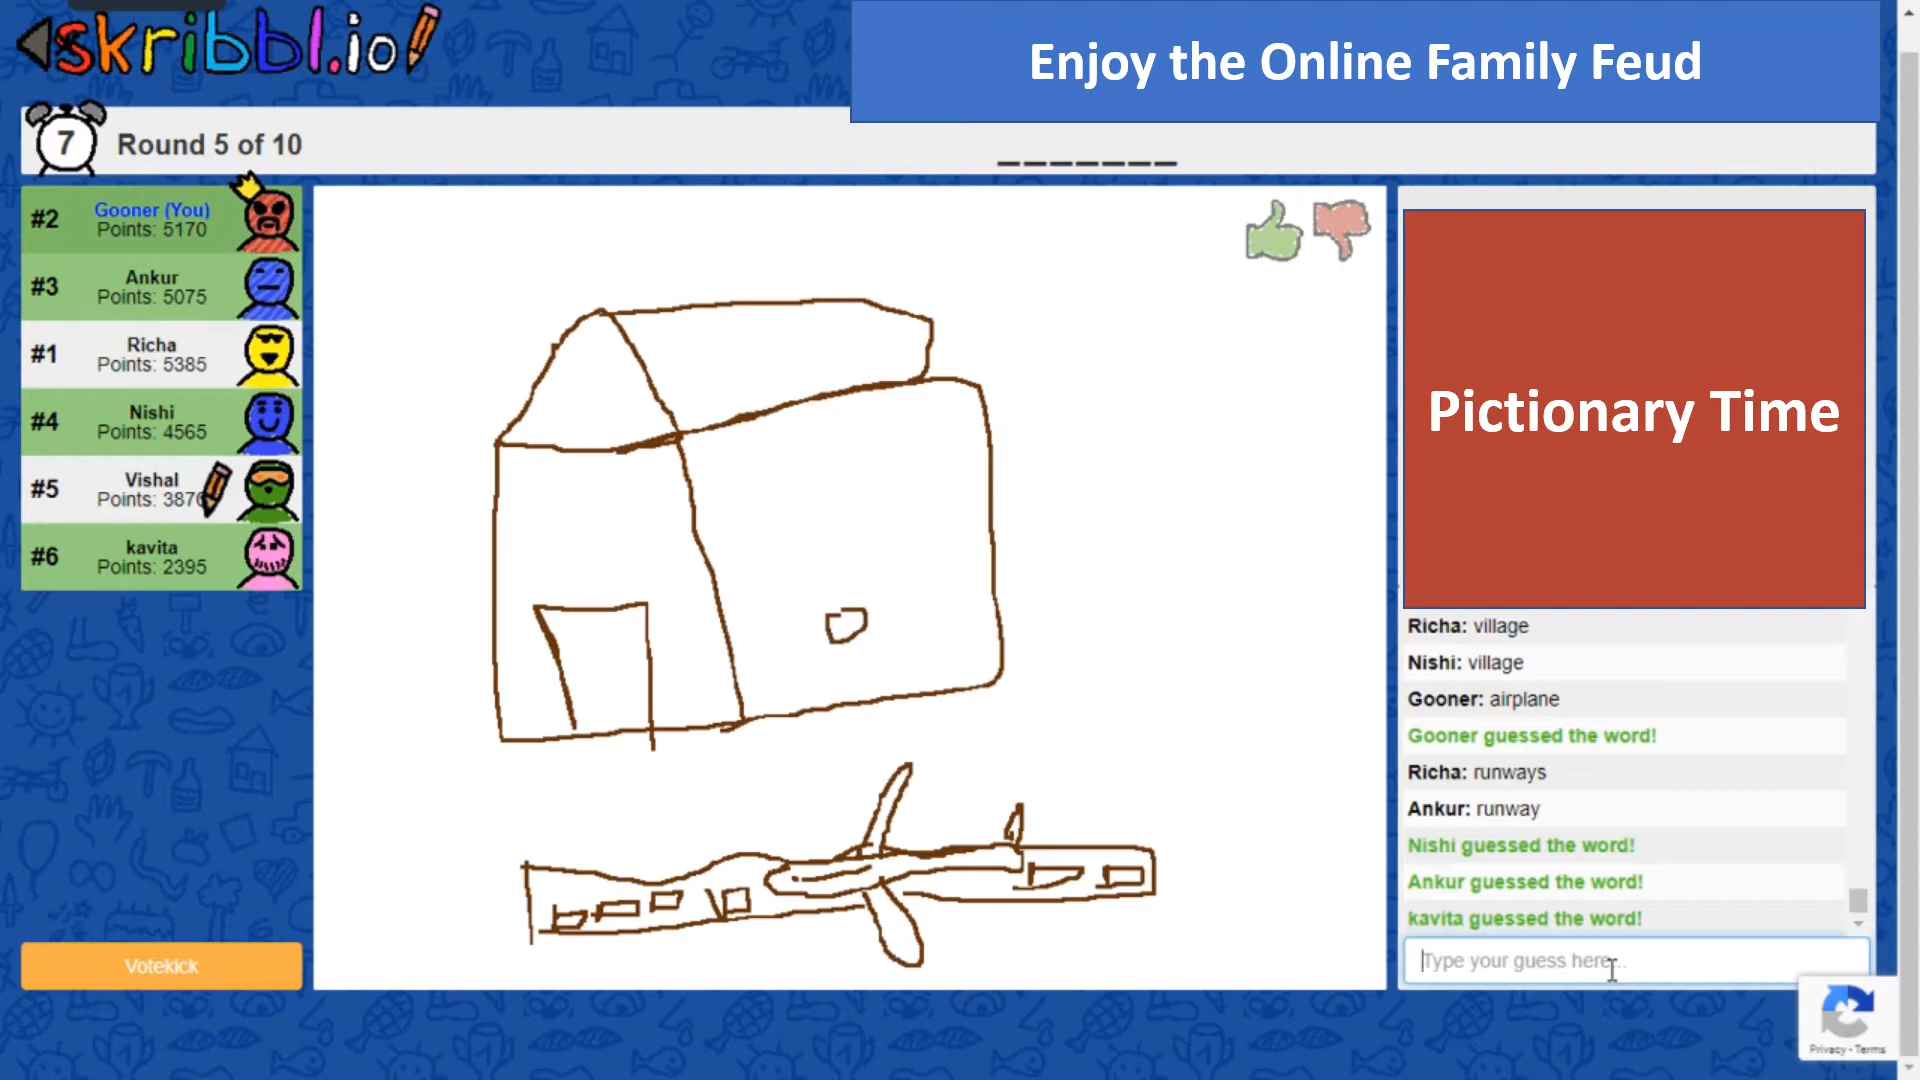 skribbl.io
Enjoy the Online Family Feud
7
Round 5 of 10
_______
#2
Gooner (You)
Points: 5170
#3
Ankur
Points: 5075
#1
Richa
Points: 5385
#4
Nishi
Points: 4565
#5
Vishal
Points: 3876
#6
kavita
Points: 2395
Votekick
Pictionary Time
Richa: village
Nishi: village
Gooner: airplane
Gooner guessed the word!
Richa: runways
Ankur: runway
Nishi guessed the word!
Ankur guessed the word!
kavita guessed the word!
Type your guess here...
Privacy - Terms